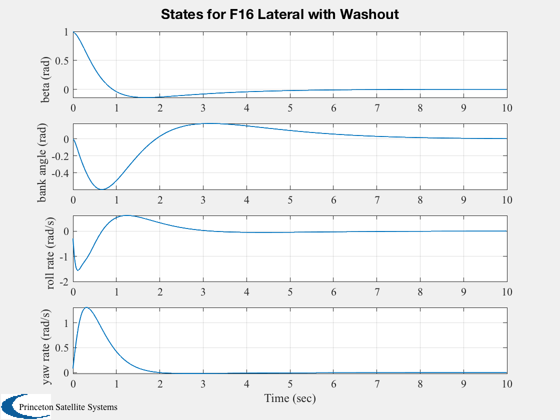 States for F16 Lateral with Washout
beta (rad)
1
0.5
0
0 1 2 3 4 5 6 7 8 9 10
bank angle (rad)
0
-0.2
-0.4
0 1 2 3 4 5 6 7 8 9 10
roll rate (rad/s)
0
-1
-2
0 1 2 3 4 5 6 7 8 9 10
yaw rate (rad/s)
1
0.5
0
0 1 2 3 4 5 6 7 8 9 10
Time (sec)
Princeton Satellite Systems